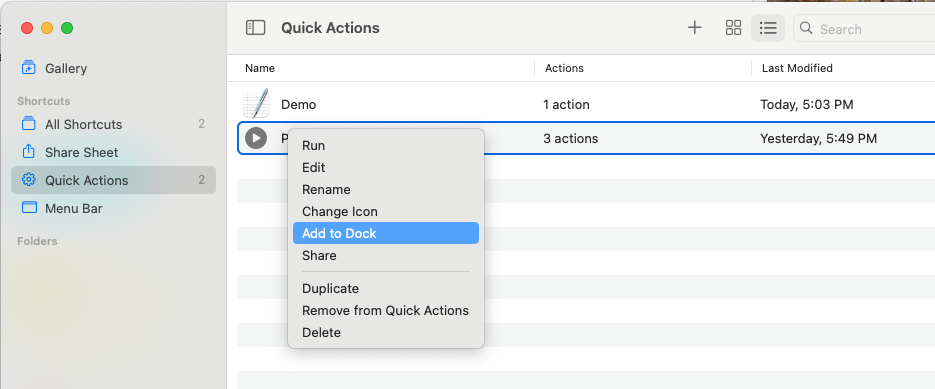 Quick Actions
Search
Gallery
Shortcuts
All Shortcuts 2
Share Sheet
Quick Actions 2
Menu Bar
Folders
Name Actions Last Modified
Demo 1 action Today, 5:03 PM
3 actions Yesterday, 5:49 PM
Run
Edit
Rename
Change Icon
Add to Dock
Share
Duplicate
Remove from Quick Actions
Delete